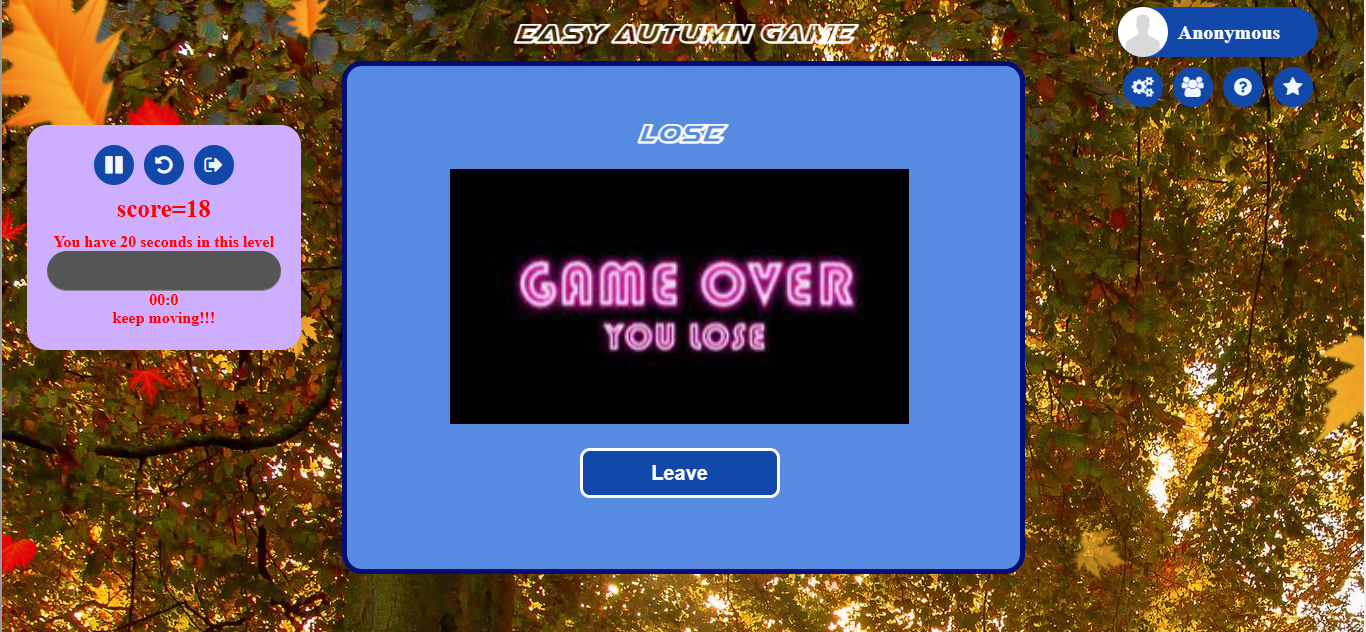 EASY AUTUMN GAME
Anonymous
LOSE
score=18
You have 20 seconds in this level
00:0
keep moving!!!
GAME OVER
YOU LOSE
Leave